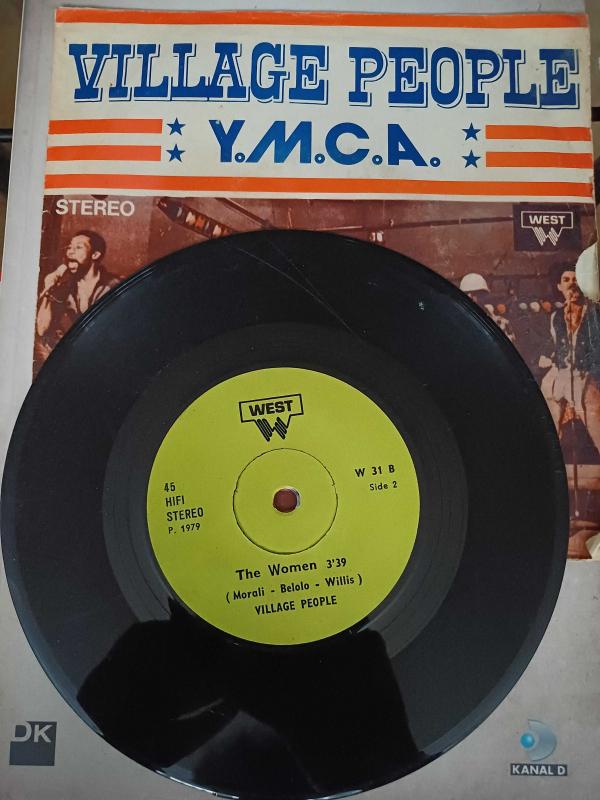 VILLAGE PEOPLE
Y.M.C.A.
STEREO
WEST
WEST
45
HIFI
STEREO
P. 1979
W 31 B
Side 2
The Women 3'39
( Morali - Belolo - Willis )
VILLAGE PEOPLE
DK
KANAL D